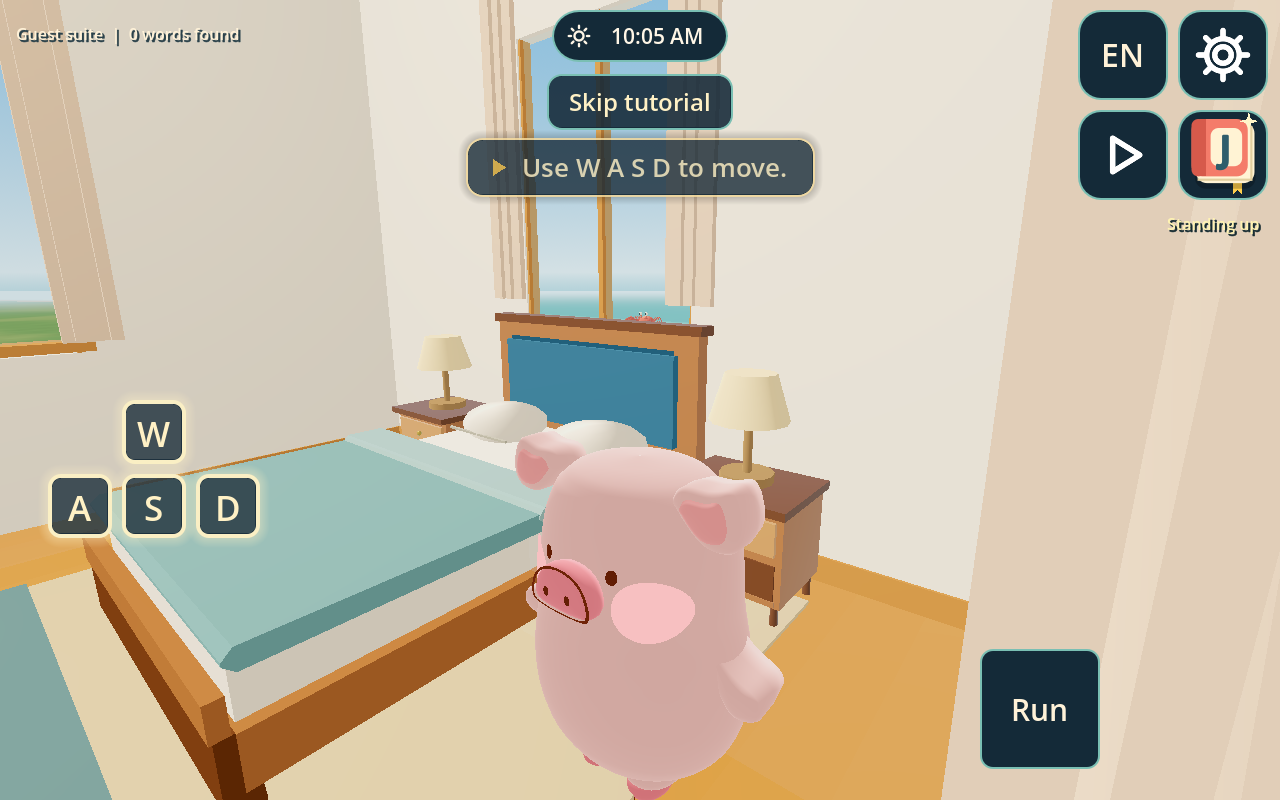 Guest suite | 0 words found
10:05 AM
EN
Skip tutorial
Use W A S D to move.
J
Standing up
W
A S D
Run